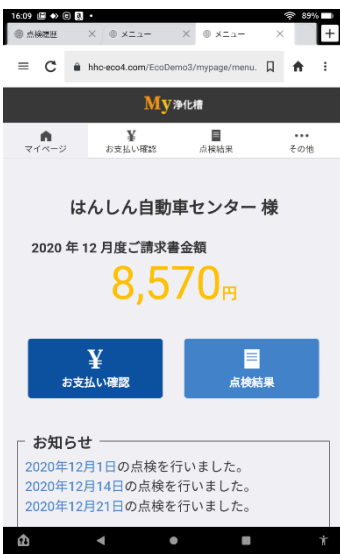 16:09
89%
点検履歴
メニュー
メニュー
hhc-eco4.com/EcoDemo3/mypage/menu.
My浄化槽
マイページ
¥
お支払い確認
点検結果
その他
はんしん自動車センター 様
2020 年 12 月度ご請求書金額
8,570円
¥
お支払い確認
点検結果
お知らせ
2020年12月1日の点検を行いました。
2020年12月14日の点検を行いました。
2020年12月21日の点検を行いました。